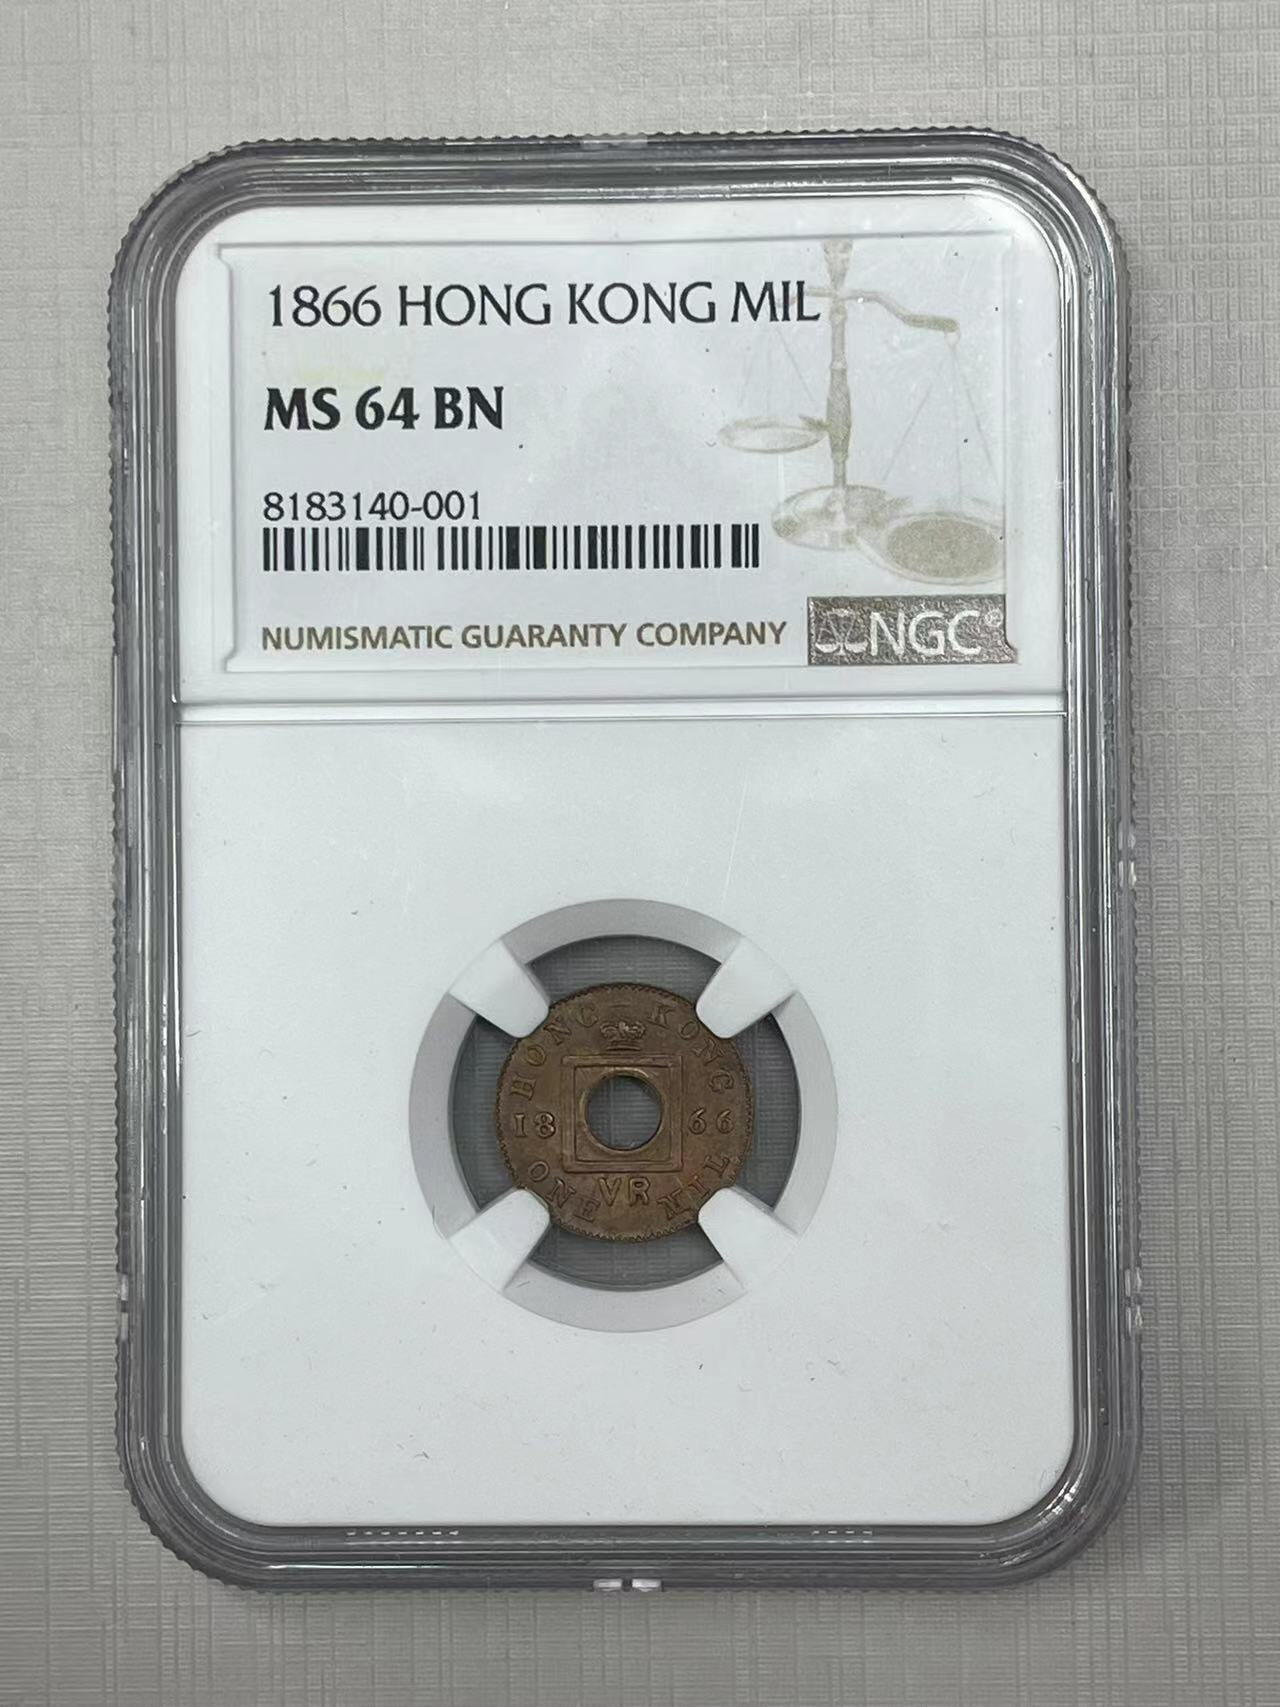 1866 HONG KONG MIL
MS 64 BN
8183140-001
NUMISMATIC GUARANTY COMPANY
NGC®
HONG KONG
18 66
VR
ONE MIL